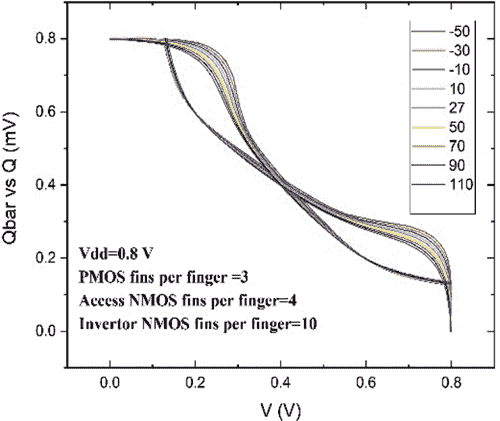 0.8
0.6
0.4
0.2
0.0
Qbar vs Q (mV)
-50
-30
-10
10
27
50
70
90
110
Vdd=0.8 V
PMOS fins per finger =3
Access NMOS fins per finger=4
Invertor NMOS fins per finger=10
0.0 0.2 0.4 0.6 0.8
V (V)